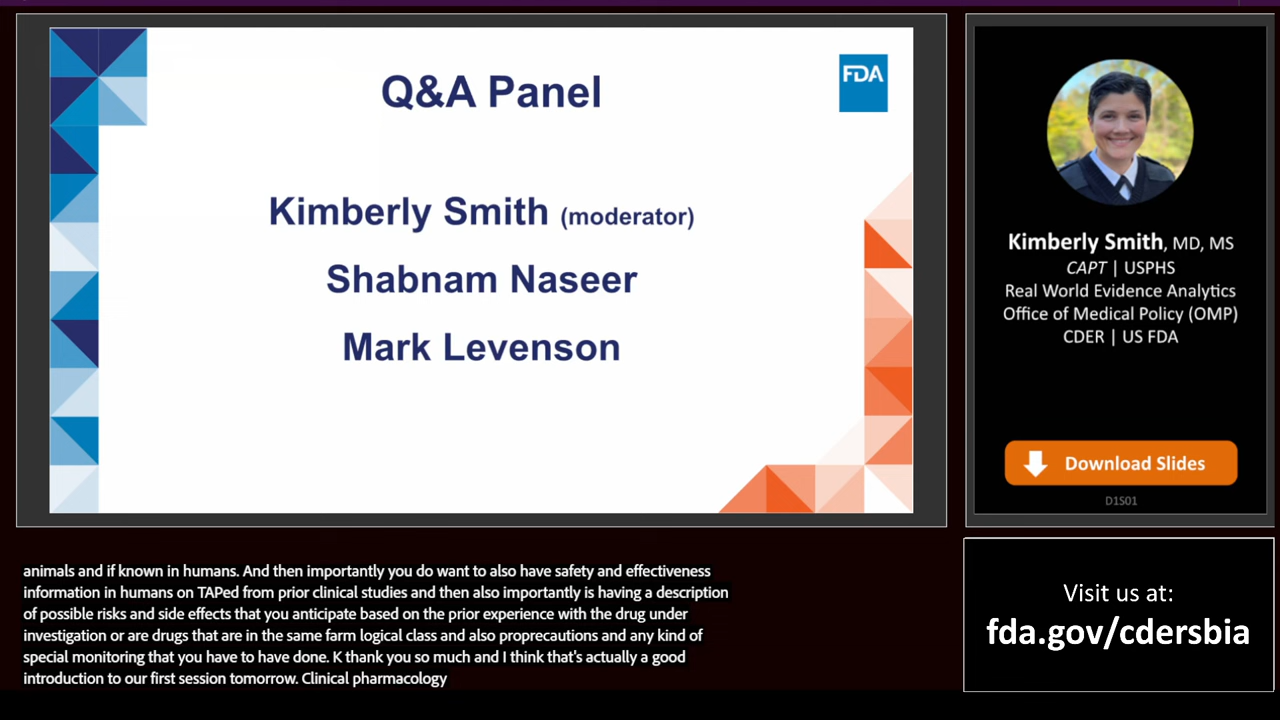 Q&A Panel
FDA
Kimberly Smith (moderator)
Shabnam Naseer
Mark Levenson
Kimberly Smith, MD, MS
CAPT | USPHS
Real World Evidence Analytics
Office of Medical Policy (OMP)
CDER | US FDA
Download Slides
D1S01
animals and if known in humans. And then importantly you do want to also have safety and effectiveness
information in humans on TAPed from prior clinical studies and then also importantly is having a description
of possible risks and side effects that you anticipate based on the prior experience with the drug under
investigation or are drugs that are in the same farm logical class and also proprecautions and any kind of
special monitoring that you have to have done. K thank you so much and I think that's actually a good
introduction to our first session tomorrow. Clinical pharmacology
Visit us at:
fda.gov/cdersbia